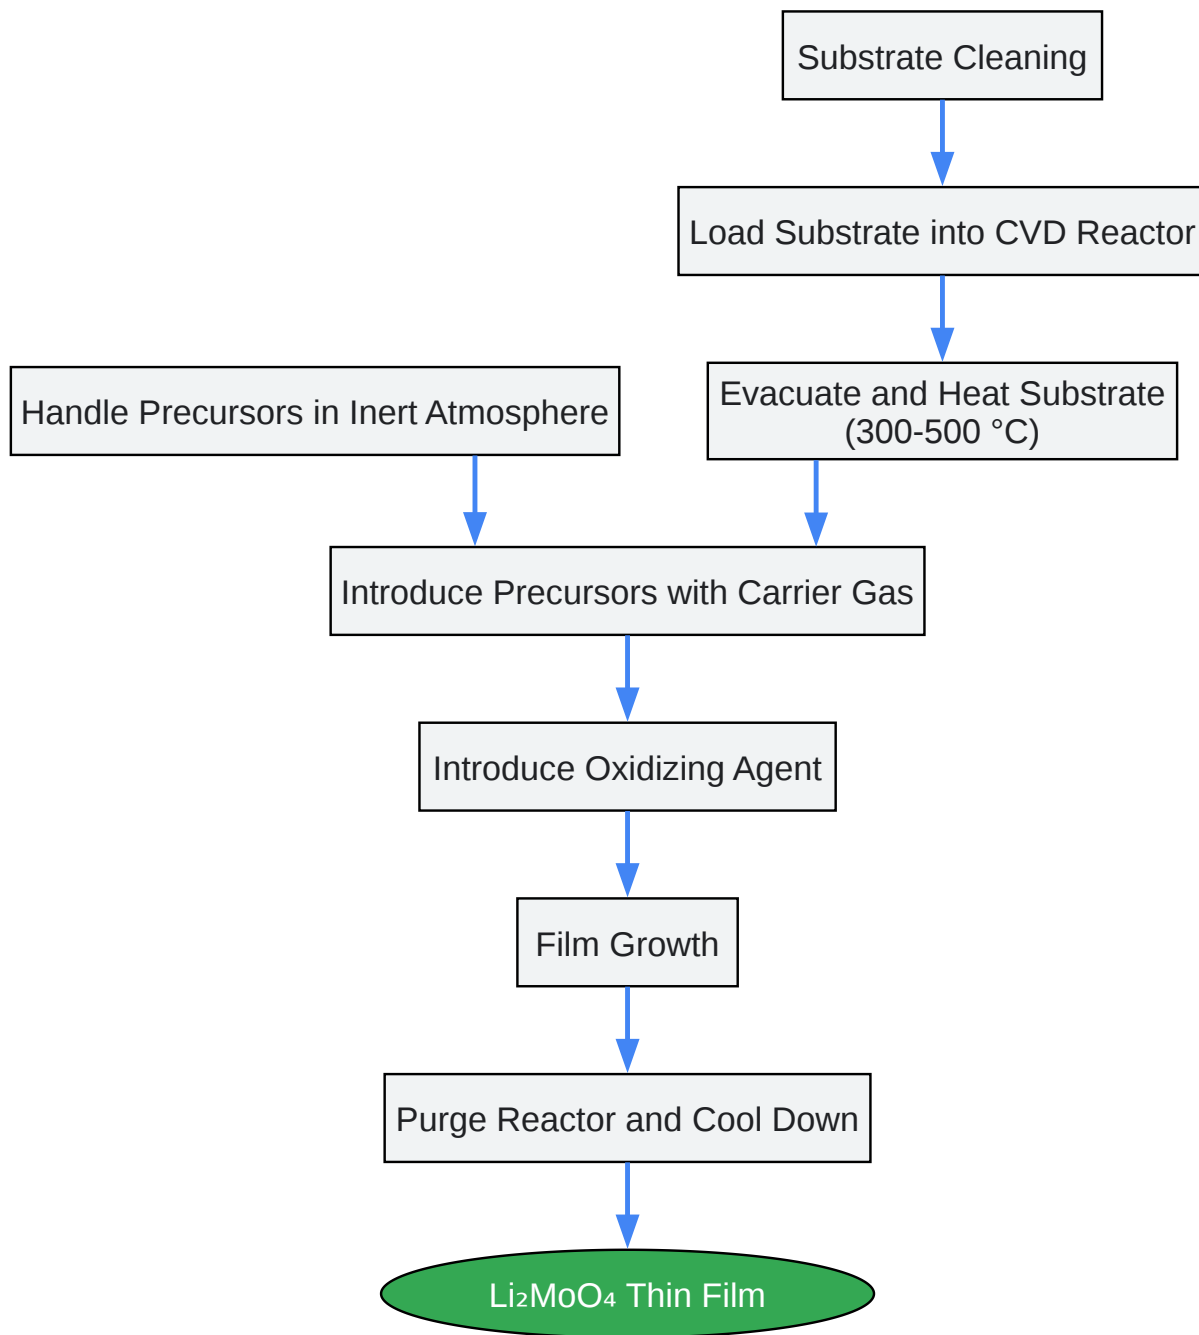 Substrate Cleaning
Load Substrate into CVD Reactor
Handle Precursors in Inert Atmosphere
Evacuate and Heat Substrate
(300-500 °C)
Introduce Precursors with Carrier Gas
Introduce Oxidizing Agent
Film Growth
Purge Reactor and Cool Down
Li₂MoO₄ Thin Film